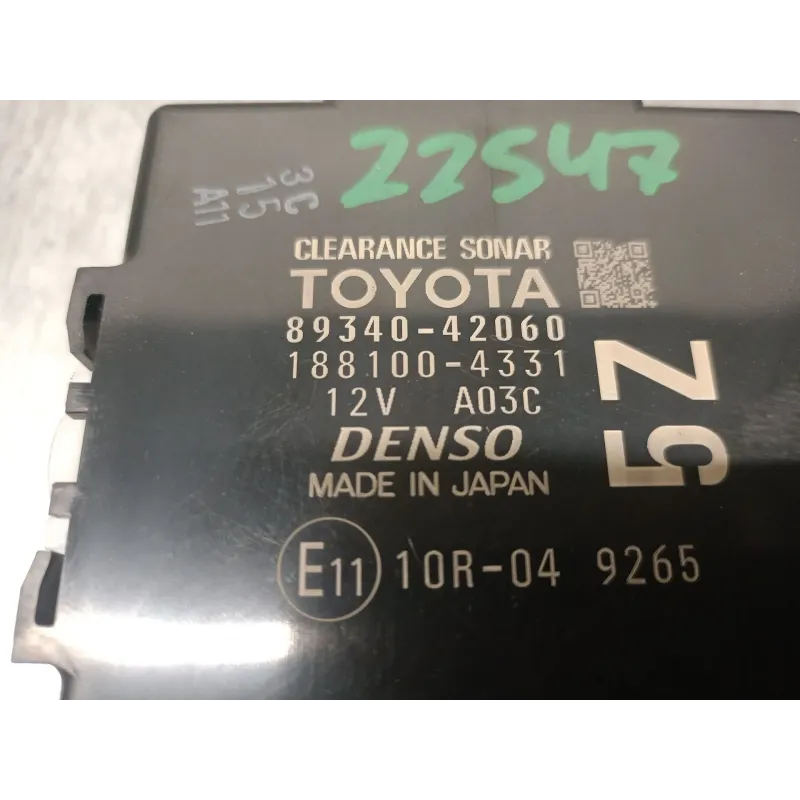 22547
3C
15
A11
CLEARANCE SONAR
TOYOTA
89340-42060
188100-4331
12V A03C
DENSO
MADE IN JAPAN
5Z
E11 10R-04 9265